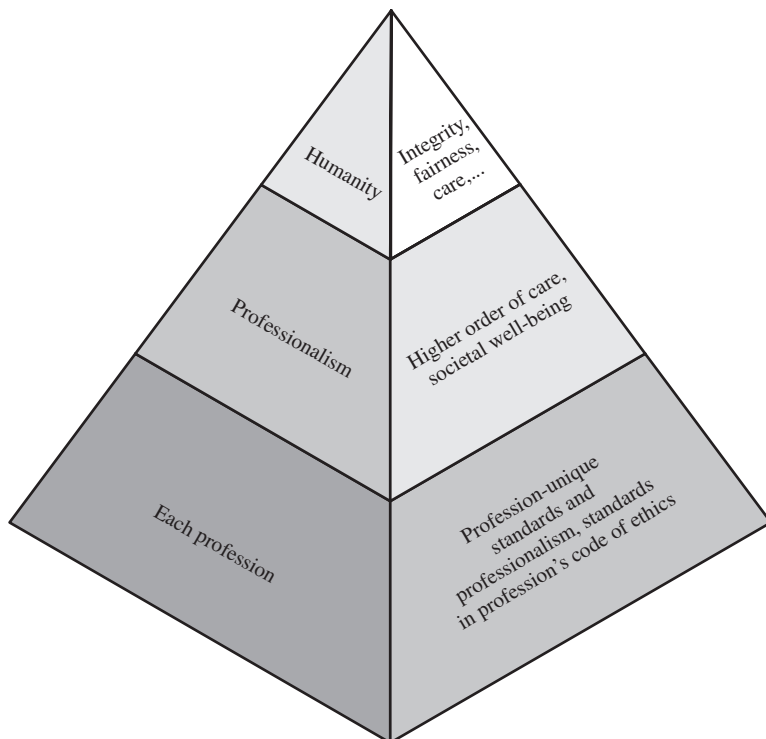 Humanity
Integrity,
fairness,
care,...
Professionalism
Higher order of care,
societal well-being
Each profession
Profession-unique
standards and
professionalism, standards
in profession’s code of ethics